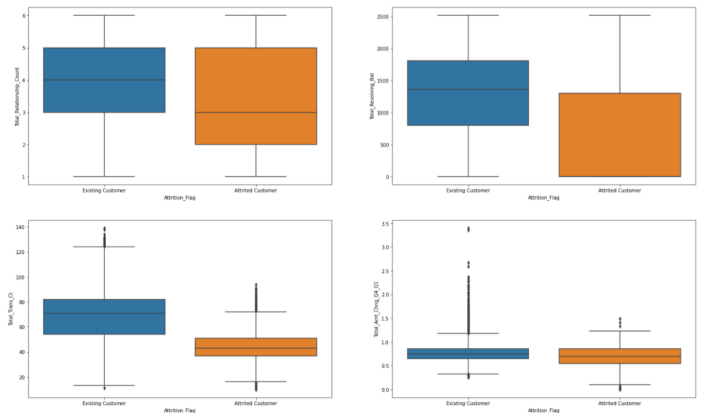 Total_Relationship_Count
6
5
4
3
2
1
Existing Customer
Attrited Customer
Attrition_Flag
Total_Revolving_Bal
2500
2000
1500
1000
500
0
Existing Customer
Attrited Customer
Attrition_Flag
Total_Trans_Ct
140
120
100
80
60
40
20
Existing Customer
Attrited Customer
Attrition_Flag
Total_Amt_Chng_Q4_Q1
3.5
3.0
2.5
2.0
1.5
1.0
0.5
0.0
Existing Customer
Attrited Customer
Attrition_Flag